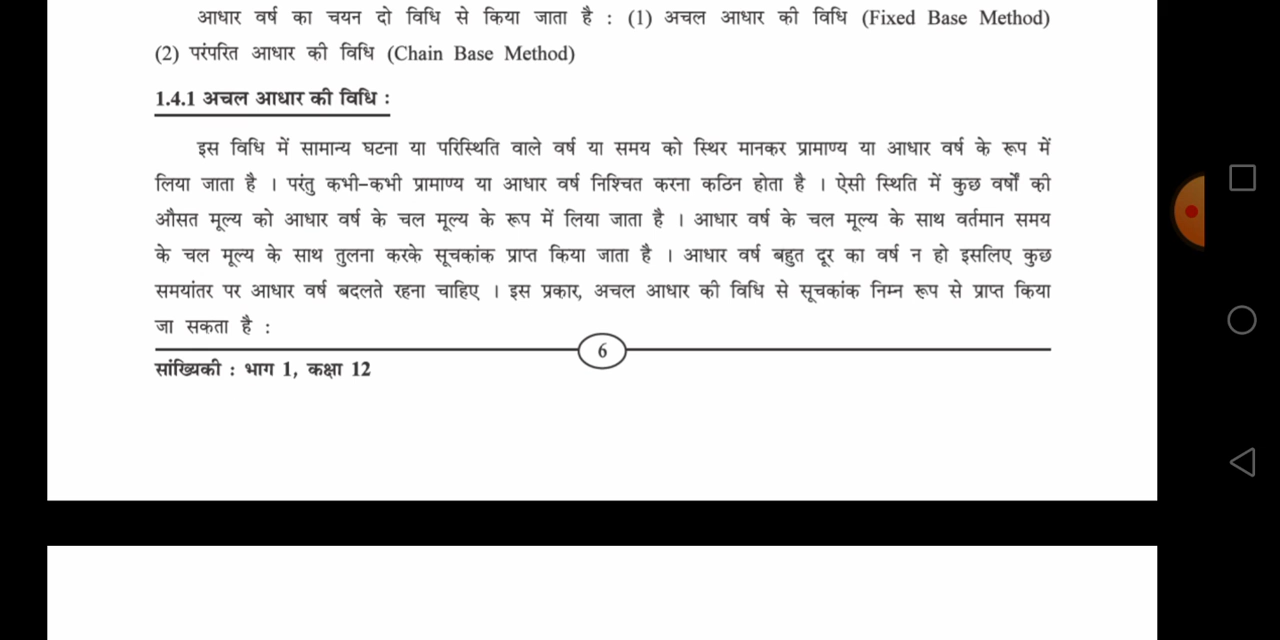 आधार वर्ष का चयन दो विधि से किया जाता है : (1) अचल आधार की विधि (Fixed Base Method)
(2) परंपरित आधार की विधि (Chain Base Method)
1.4.1 अचल आधार की विधि :
इस विधि में सामान्य घटना या परिस्थिति वाले वर्ष या समय को स्थिर मानकर प्रामाण्य या आधार वर्ष के रूप में
लिया जाता है । परंतु कभी-कभी प्रामाण्य या आधार वर्ष निश्चित करना कठिन होता है । ऐसी स्थिति में कुछ वर्षों की
औसत मूल्य को आधार वर्ष के चल मूल्य के रूप में लिया जाता है । आधार वर्ष के चल मूल्य के साथ वर्तमान समय
के चल मूल्य के साथ तुलना करके सूचकांक प्राप्त किया जाता है । आधार वर्ष बहुत दूर का वर्ष न हो इसलिए कुछ
समयांतर पर आधार वर्ष बदलते रहना चाहिए । इस प्रकार, अचल आधार की विधि से सूचकांक निम्न रूप से प्राप्त किया
जा सकता है :
6
सांख्यिकी : भाग 1, कक्षा 12